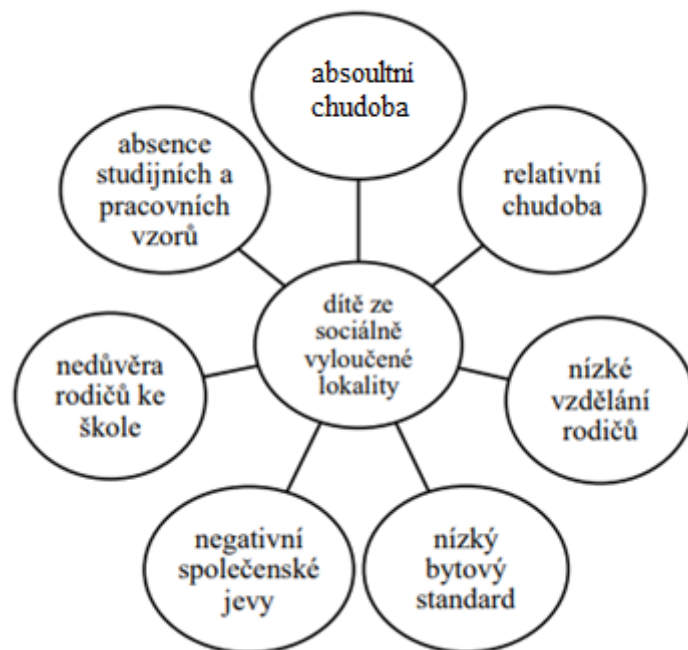 absoultní
chudoba
absence
studijních a
pracovních
vzorů
relativní
chudoba
dítě ze
sociálně
vyloučené
lokality
nedůvěra
rodičů ke
škole
nízké
vzdělání
rodičů
negativní
společenské
jevy
nízký
bytový
standard